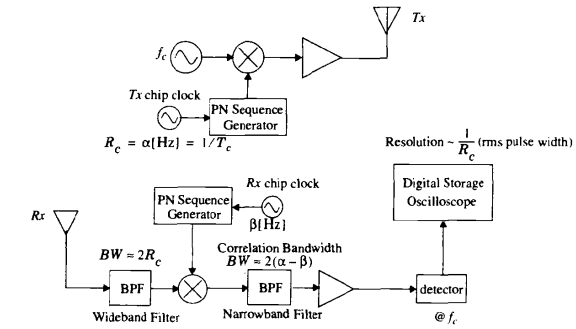 Tx
f_c
Tx chip clock
PN Sequence
Generator
R_c = α[Hz] = 1/T_c
Resolution ~ 1/R_c (rms pulse width)
Digital Storage
Oscilloscope
Rx chip clock
PN Sequence
Generator
β[Hz]
Rx
BW ≈ 2R_c
Correlation Bandwidth
BW ≈ 2(α – β)
BPF
BPF
detector
Wideband Filter
Narrowband Filter
@ f_c